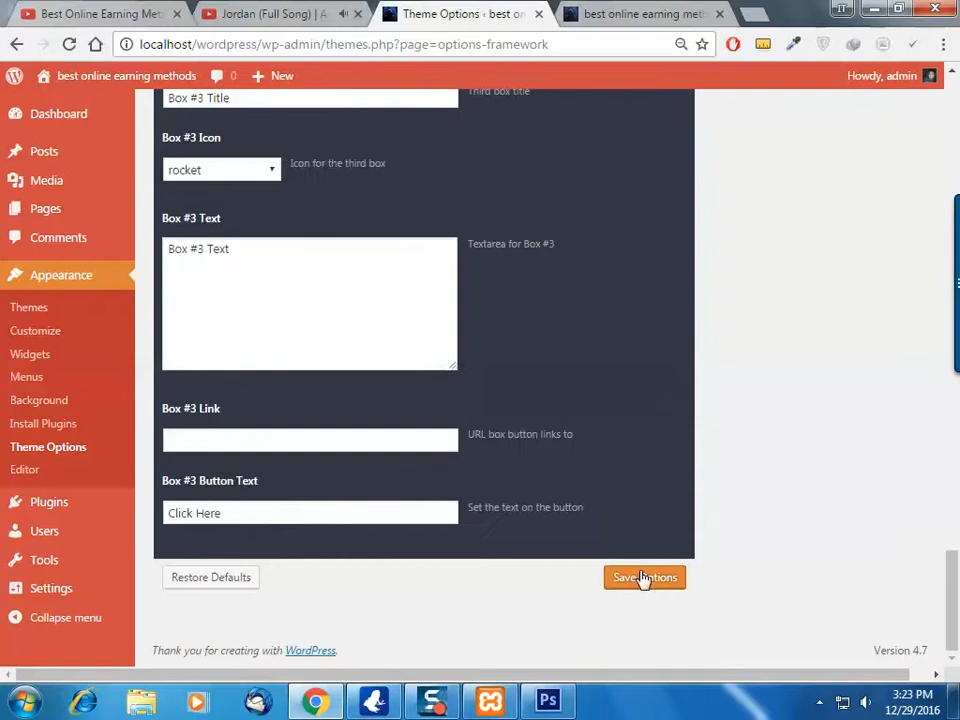 Best Online Earning Met
Jordan (Full Song) | A
Theme Options ‹ best on
best online earning meth
localhost/wordpress/wp-admin/themes.php?page=options-framework
best online earning methods
0
New
Howdy, admin
Dashboard
Posts
Media
Pages
Comments
Appearance
Themes
Customize
Widgets
Menus
Background
Install Plugins
Theme Options
Editor
Plugins
Users
Tools
Settings
Collapse menu
Box #3 Title
Third box title
Box #3 Icon
rocket
Icon for the third box
Box #3 Text
Box #3 Text
Textarea for Box #3
Box #3 Link
URL box button links to
Box #3 Button Text
Click Here
Set the text on the button
Restore Defaults
Save Options
Thank you for creating with WordPress.
Version 4.7
Ps
3:23 PM
12/29/2016